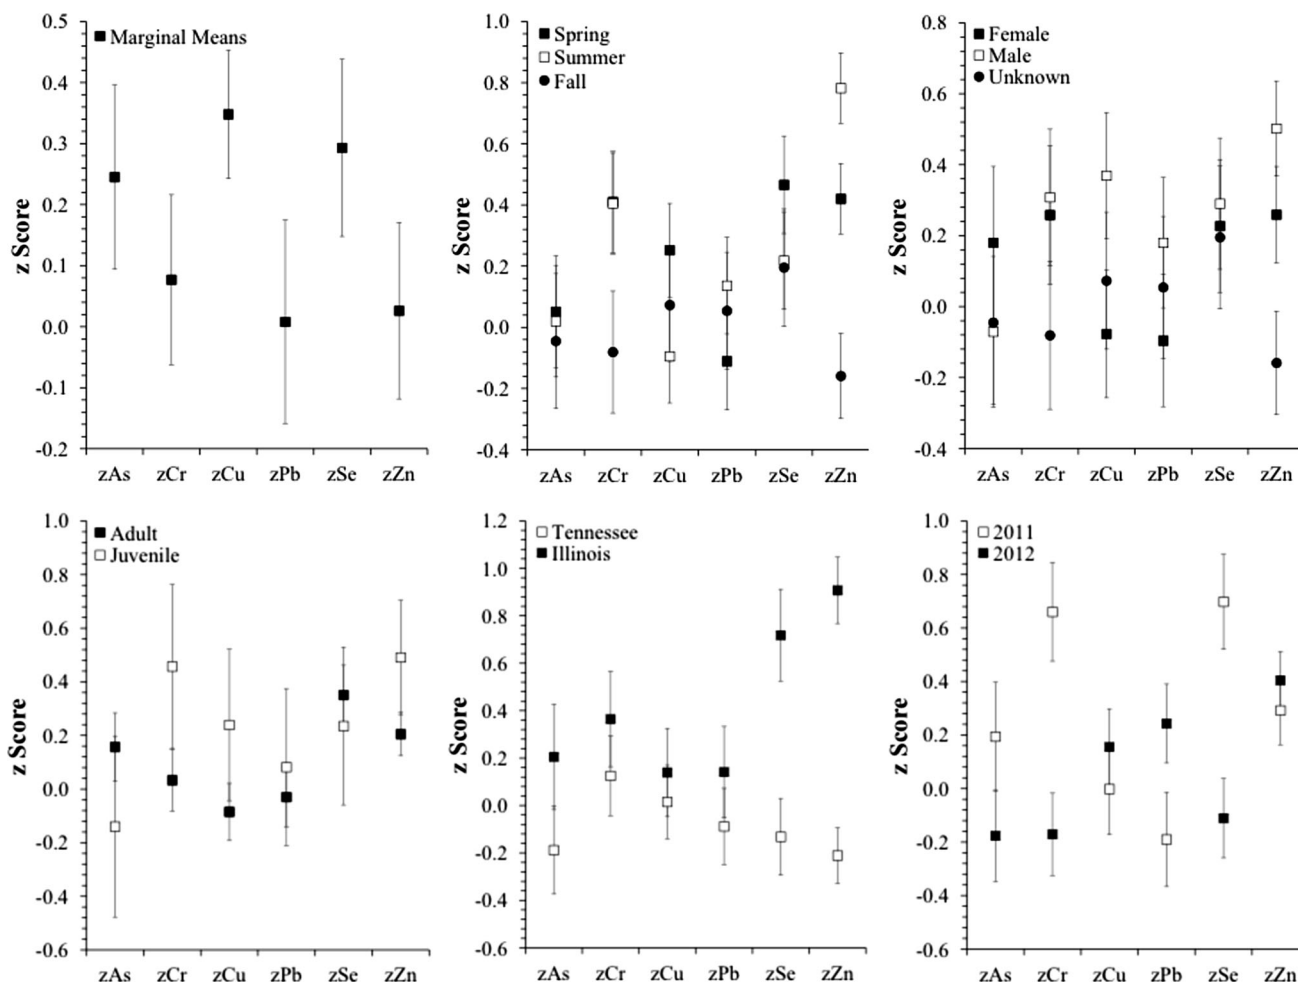 0.5
0.4
0.3
0.2
0.1
0.0
-0.1
-0.2
z Score
Marginal Means
zAs zCr zCu zPb zSe zZn
1.0
0.8
0.6
0.4
0.2
0.0
-0.2
-0.4
z Score
Spring
Summer
Fall
zAs zCr zCu zPb zSe zZn
0.8
0.6
0.4
0.2
0.0
-0.2
-0.4
z Score
Female
Male
Unknown
zAs zCr zCu zPb zSe zZn
1.0
0.8
0.6
0.4
0.2
0.0
-0.2
-0.4
-0.6
z Score
Adult
Juvenile
zAs zCr zCu zPb zSe zZn
1.2
1.0
0.8
0.6
0.4
0.2
0.0
-0.2
-0.4
-0.6
z Score
Tennessee
Illinois
zAs zCr zCu zPb zSe zZn
1.0
0.8
0.6
0.4
0.2
0.0
-0.2
-0.4
-0.6
z Score
2011
2012
zAs zCr zCu zPb zSe zZn